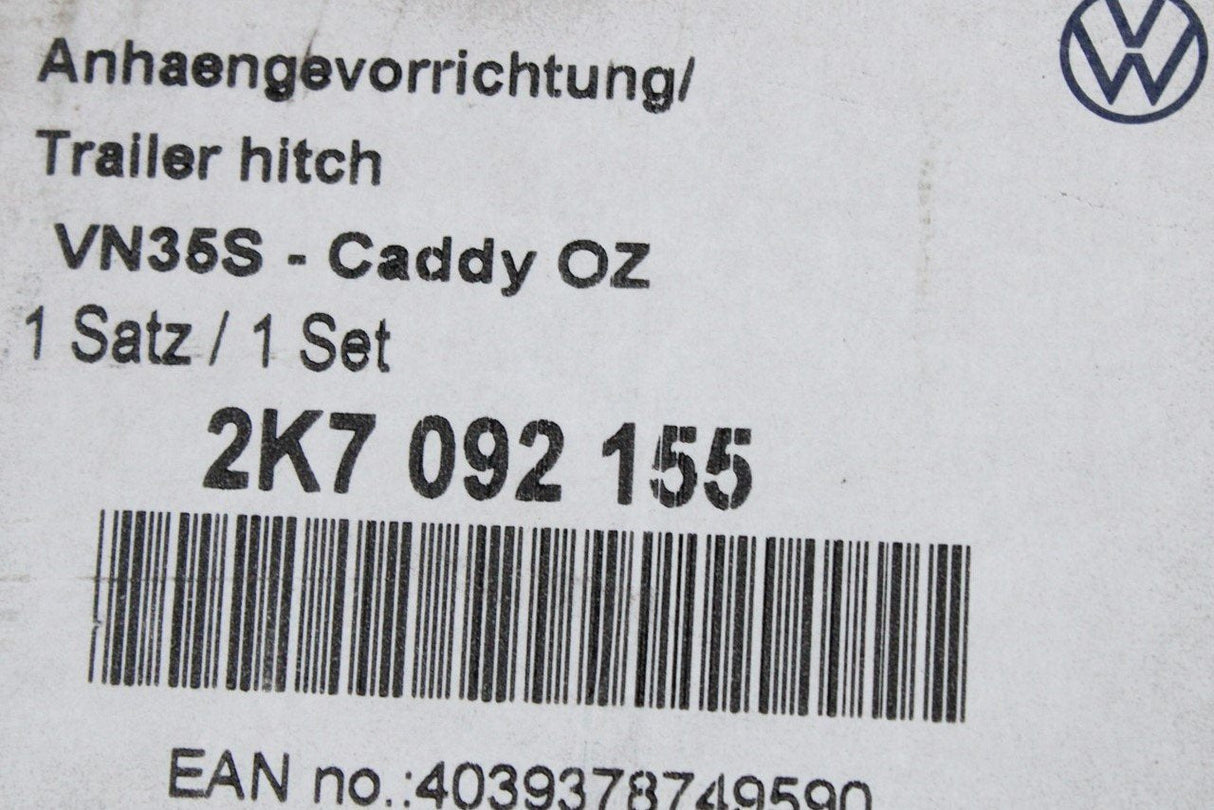 Anhaengevorrichtung/
Trailer hitch
VN35S - Caddy OZ
1 Satz / 1 Set
2K7 092 155
EAN no.:4039378749590